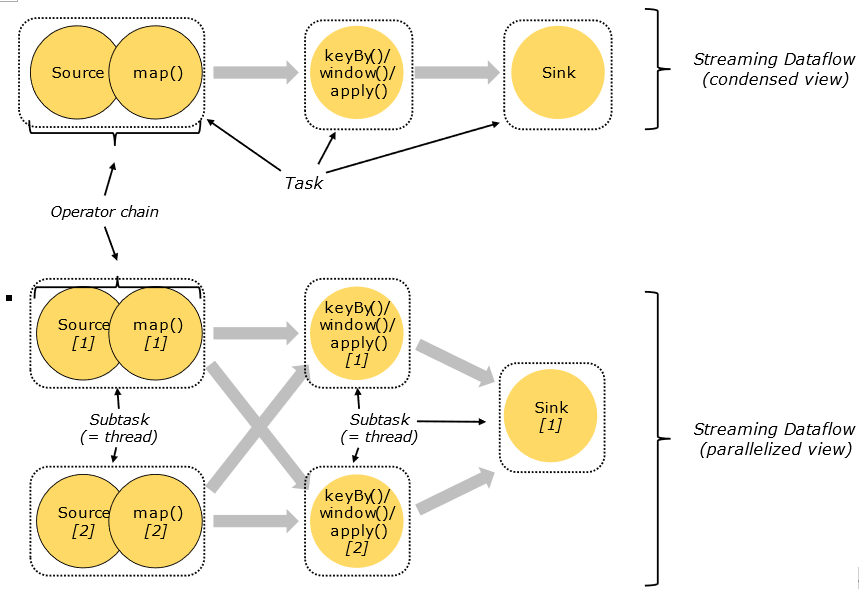 Source
map()
keyBy()/
window()/
apply()
Sink
Streaming Dataflow
(condensed view)
Task
Operator chain
Source
[1]
map()
[1]
keyBy()/
window()/
apply()
[1]
Subtask
(= thread)
Subtask
(= thread)
Sink
[1]
Streaming Dataflow
(parallelized view)
Source
[2]
map()
[2]
keyBy()/
window()/
apply()
[2]